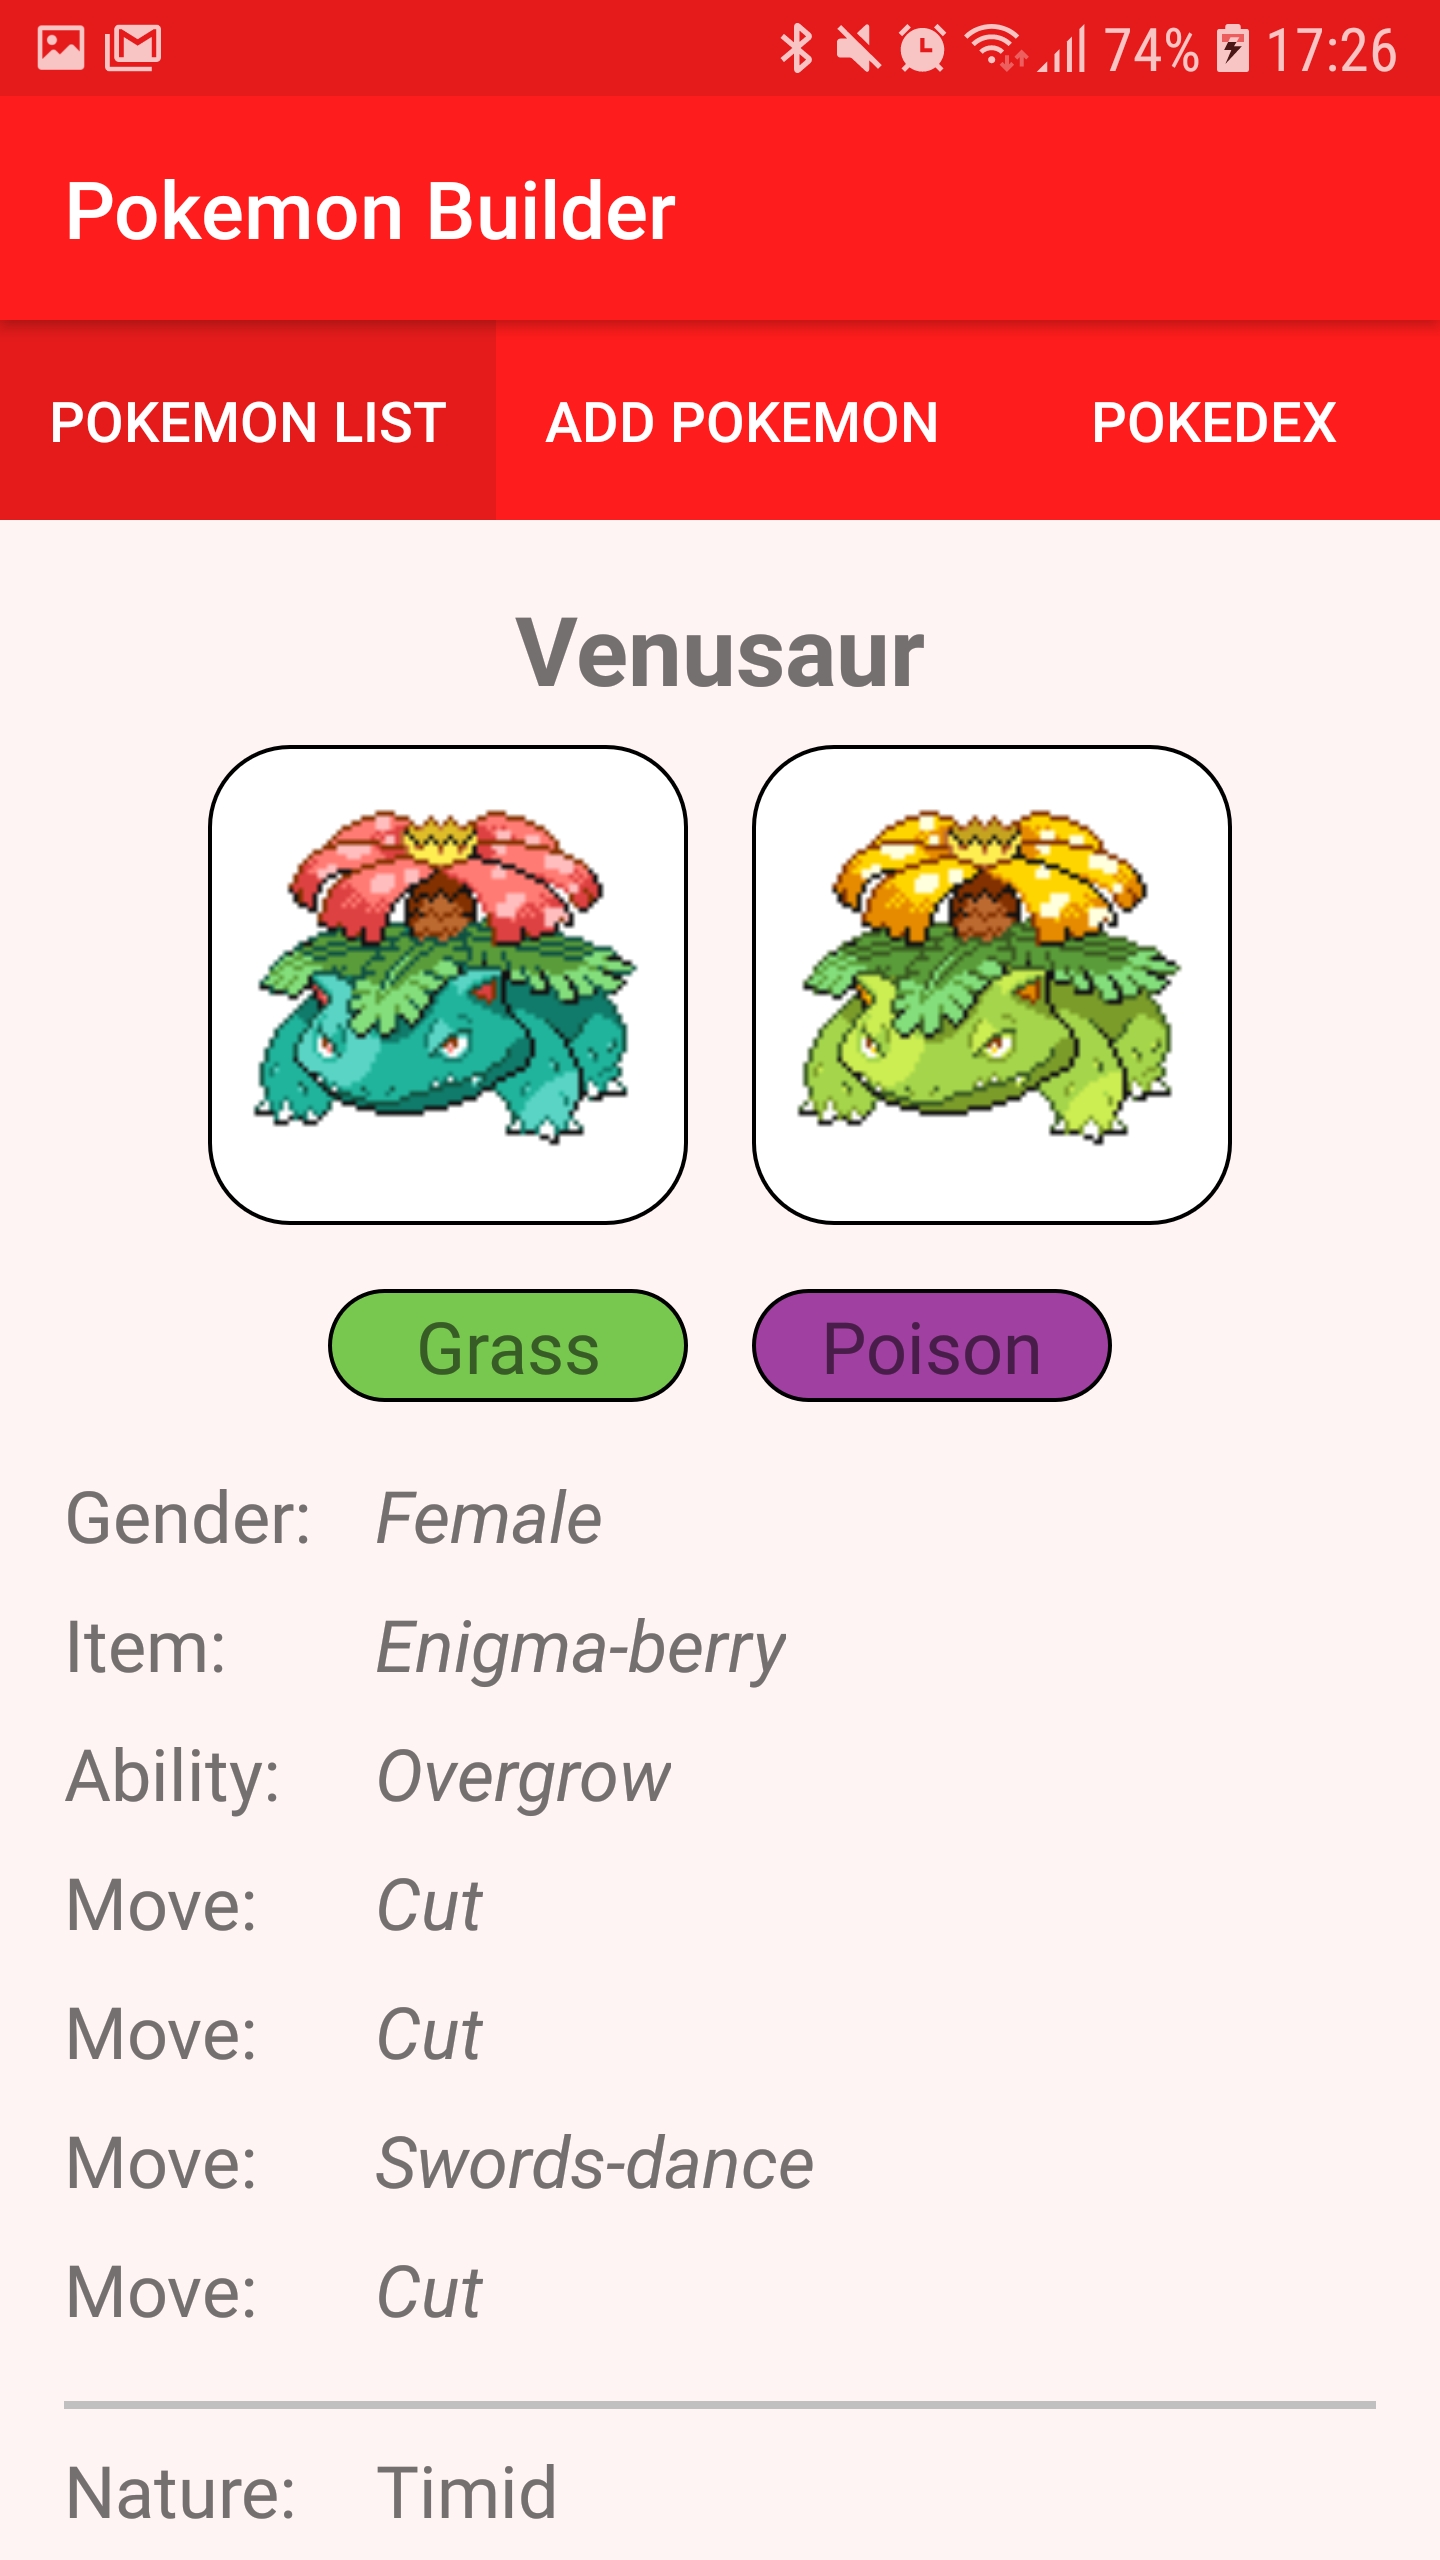 74% 17:26
Pokemon Builder
POKEMON LIST ADD POKEMON POKEDEX
Venusaur
Grass Poison
Gender: Female
Item: Enigma-berry
Ability: Overgrow
Move: Cut
Move: Cut
Move: Swords-dance
Move: Cut
Nature: Timid